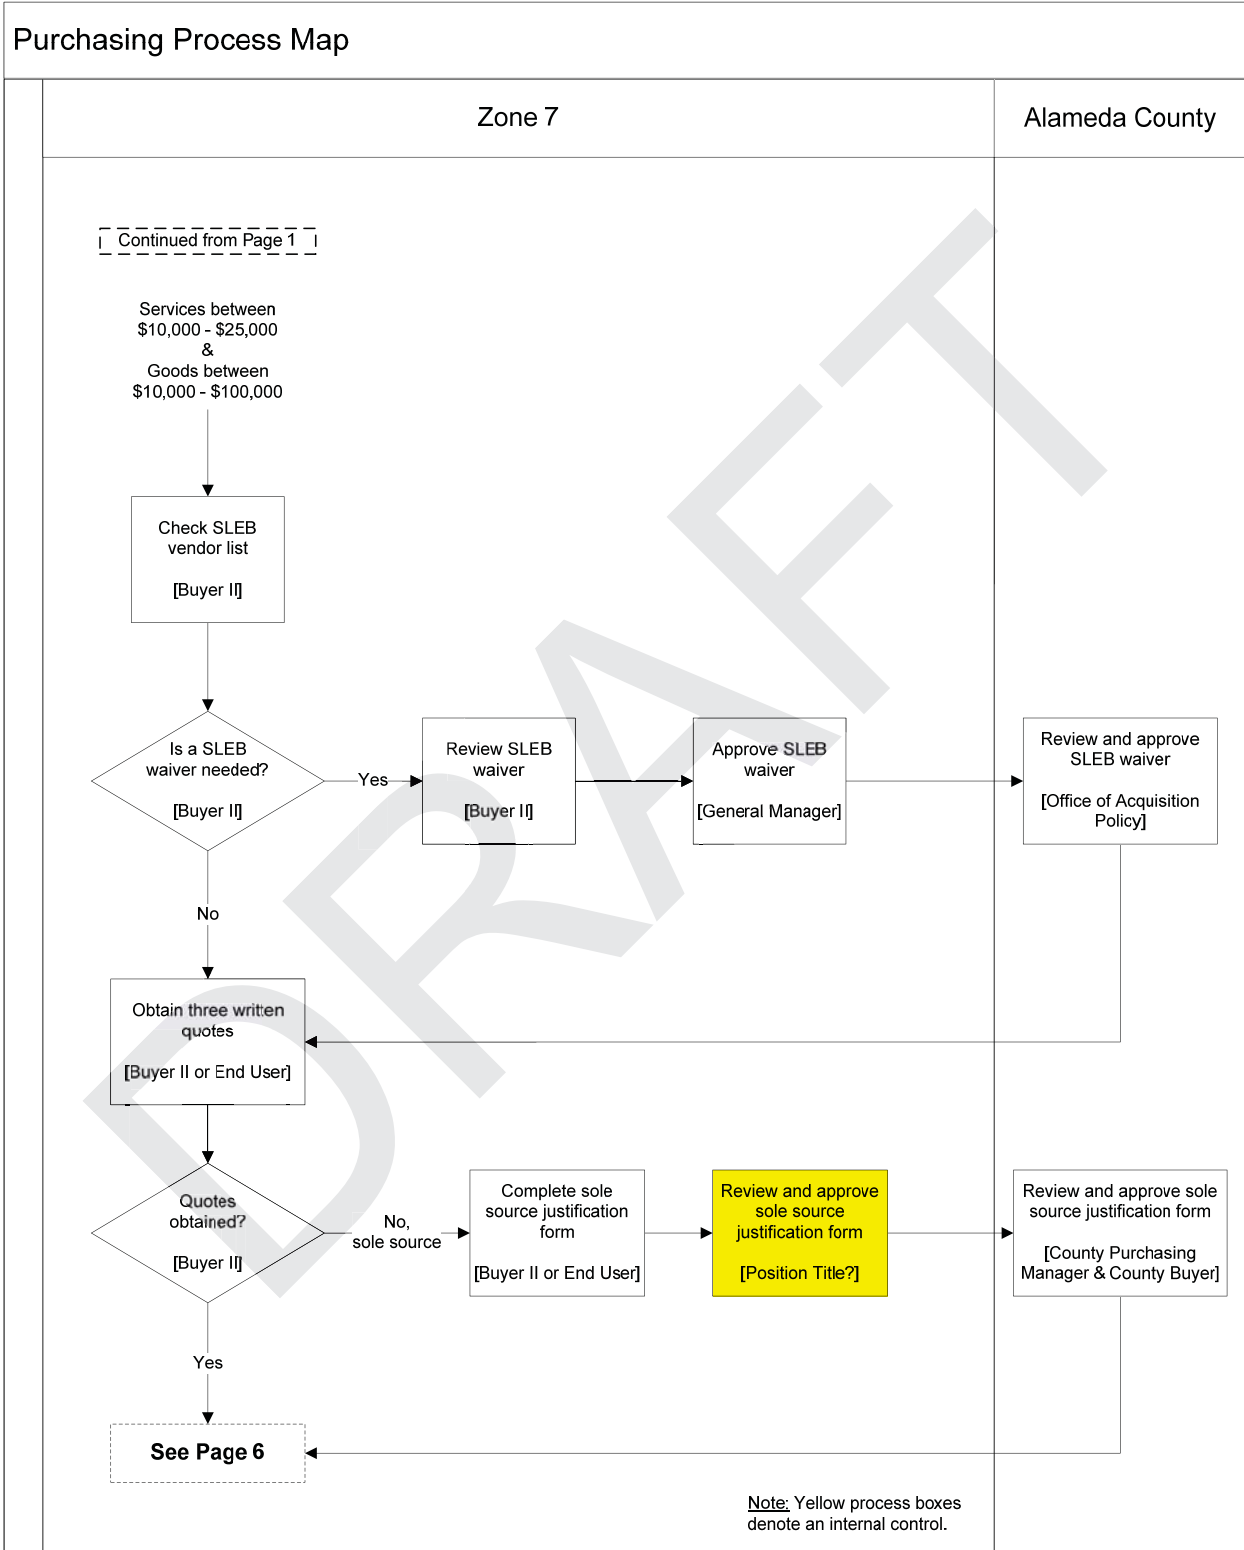 Purchasing Process Map
Zone 7
Alameda County
Continued from Page 1
Services between
$10,000 - $25,000
&
Goods between
$10,000 - $100,000
Check SLEB
vendor list
[Buyer II]
Is a SLEB
waiver needed?
[Buyer II]
Yes
Review SLEB
waiver
[Buyer II]
Approve SLEB
waiver
[General Manager]
Review and approve
SLEB waiver
[Office of Acquisition
Policy]
No
Obtain three written
quotes
[Buyer II or End User]
Quotes
obtained?
[Buyer II]
No,
sole source
Complete sole
source justification
form
[Buyer II or End User]
Review and approve
sole source
justification form
[Position Title?]
Review and approve sole
source justification form
[County Purchasing
Manager & County Buyer]
Yes
See Page 6
Note: Yellow process boxes
denote an internal control.
DRAFT